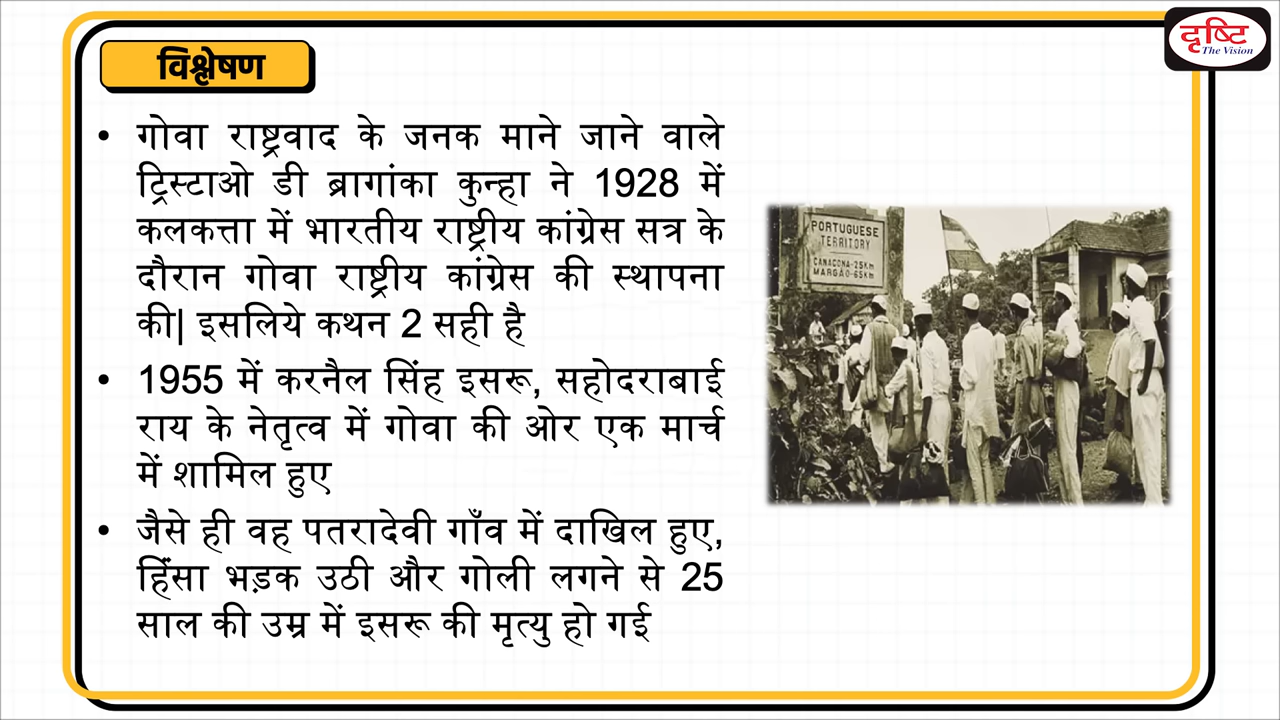 दृष्टि
The Vision
विश्लेषण
• गोवा राष्ट्रवाद के जनक माने जाने वाले
ट्रिस्टाओ डी ब्रागांका कुन्हा ने 1928 में
कलकत्ता में भारतीय राष्ट्रीय कांग्रेस सत्र के
दौरान गोवा राष्ट्रीय कांग्रेस की स्थापना
की| इसलिये कथन 2 सही है
• 1955 में करनैल सिंह इसरू, सहोदराबाई
राय के नेतृत्व में गोवा की ओर एक मार्च
में शामिल हुए
• जैसे ही वह पतरादेवी गाँव में दाखिल हुए,
हिंसा भड़क उठी और गोली लगने से 25
साल की उम्र में इसरू की मृत्यु हो गई
PORTUGUESE
TERRITORY
CANACONA-25Km
MARGÃO-65Km